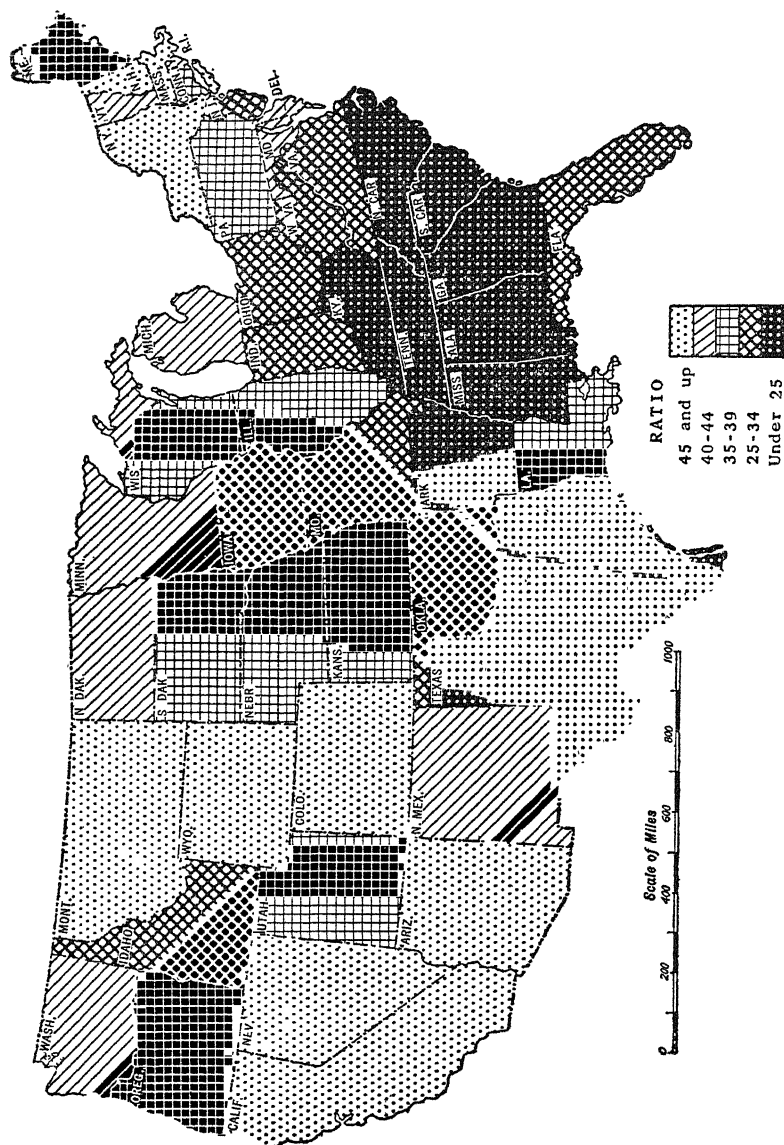 WASH.
OREG.
CALIF.
NEV.
IDAHO
MONT.
WYO.
UTAH
COLO.
ARIZ.
N. MEX.
N DAK.
S DAK
NEBR
KANS.
OKLA.
TEXAS
MINN.
IOWA
MO.
ARK
LA.
WIS
ILL
MICH.
IND.
OHIO
KY.
TENN
MISS
ALA
GA
FLA.
S. CAR
N. CAR
VA.
W VA
PA
MD
DEL.
N.Y.
VT.
N.H.
ME.
MASS.
CONN.
R.I.
RATIO
45 and up
40-44
35-39
25-34
Under 25
Scale of Miles
0 200 400 600 800 1000